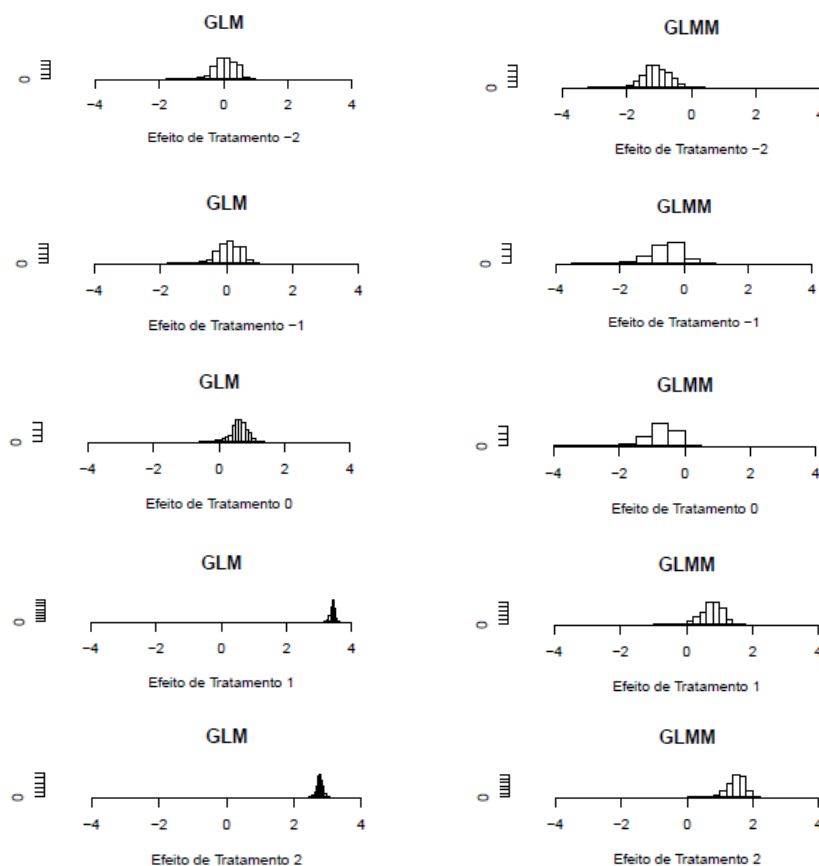 GLM
GLMM
0
−4 −2 0 2 4
0
−4 −2 0 2 4
Efeito de Tratamento −2
Efeito de Tratamento −2
GLM
GLMM
0
−4 −2 0 2 4
0
−4 −2 0 2 4
Efeito de Tratamento −1
Efeito de Tratamento −1
GLM
GLMM
0
−4 −2 0 2 4
0
−4 −2 0 2 4
Efeito de Tratamento 0
Efeito de Tratamento 0
GLM
GLMM
0
−4 −2 0 2 4
0
−4 −2 0 2 4
Efeito de Tratamento 1
Efeito de Tratamento 1
GLM
GLMM
0
−4 −2 0 2 4
0
−4 −2 0 2 4
Efeito de Tratamento 2
Efeito de Tratamento 2